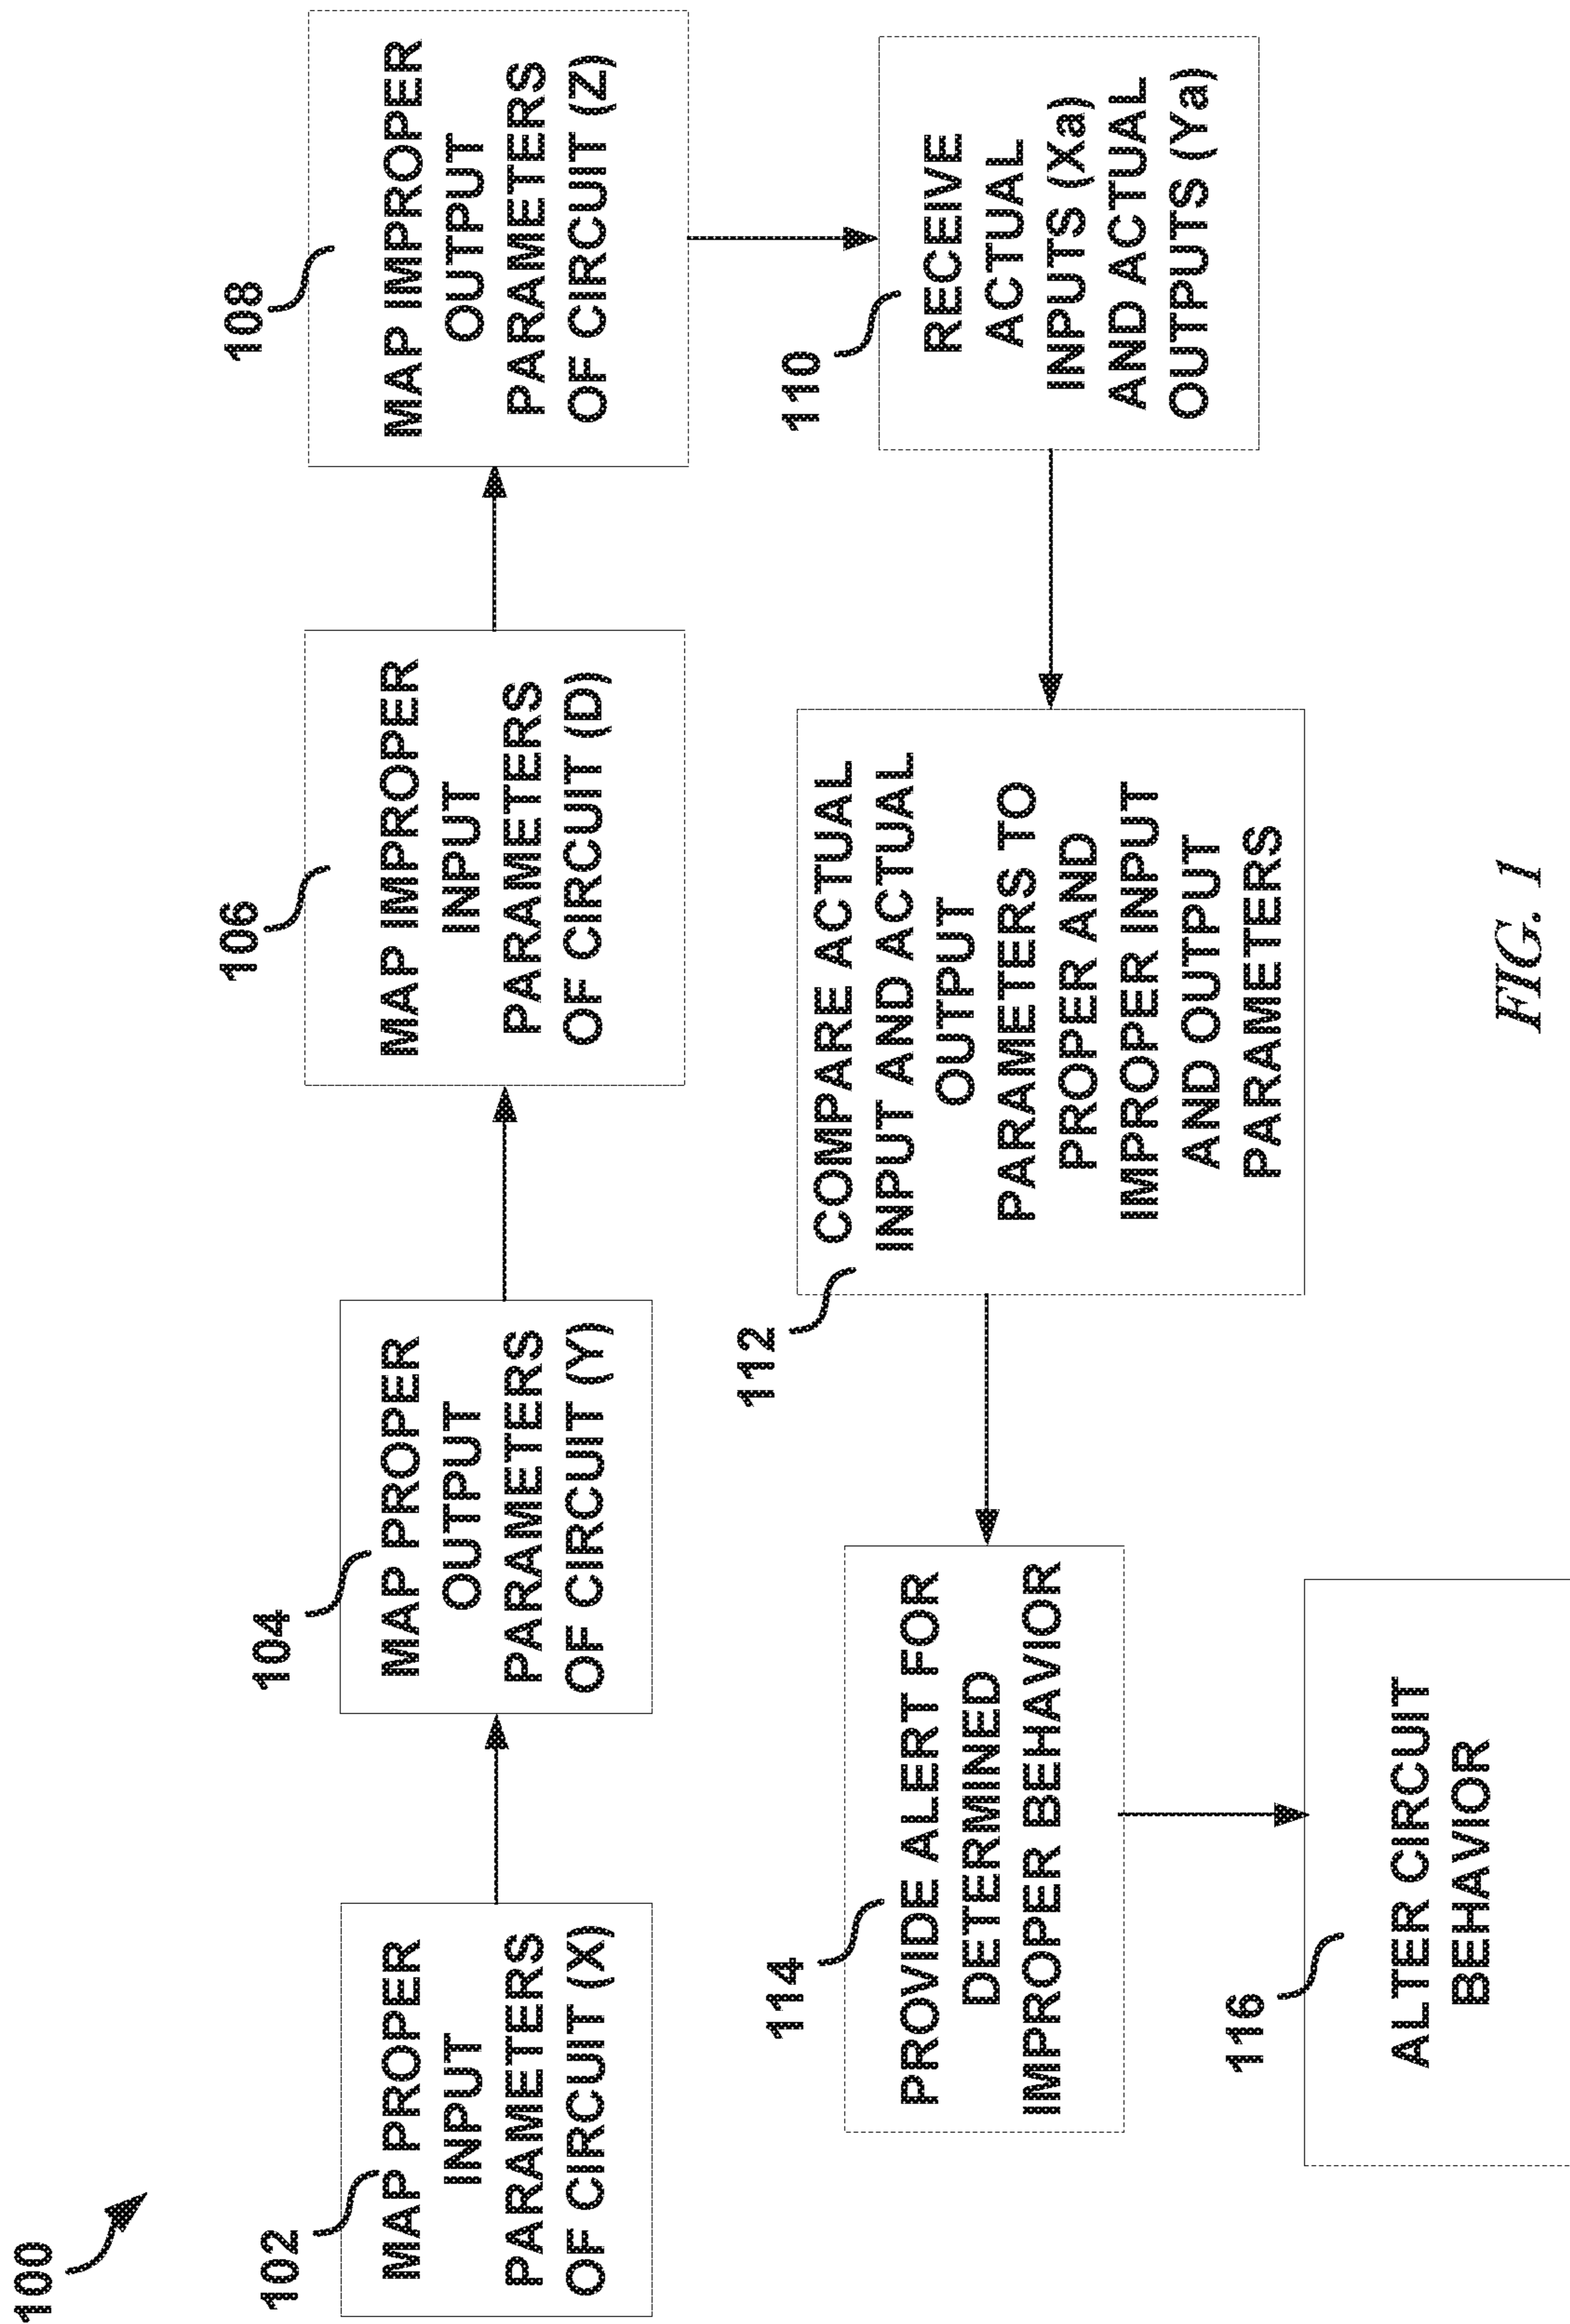 100
102
MAP PROPER
INPUT
PARAMETERS
OF CIRCUIT (X)
104
MAP PROPER
OUTPUT
PARAMETERS
OF CIRCUIT (Y)
106
MAP IMPROPER
INPUT
PARAMETERS
OF CIRCUIT (D)
108
MAP IMPROPER
OUTPUT
PARAMETERS
OF CIRCUIT (Z)
110
RECEIVE
ACTUAL
INPUTS (Xa)
AND ACTUAL
OUTPUTS (Ya)
112
COMPARE ACTUAL
INPUT AND ACTUAL
OUTPUT
PARAMETERS TO
PROPER AND
IMPROPER INPUT
AND OUTPUT
PARAMETERS
114
PROVIDE ALERT FOR
DETERMINED
IMPROPER BEHAVIOR
116
ALTER CIRCUIT
BEHAVIOR
FIG. 1